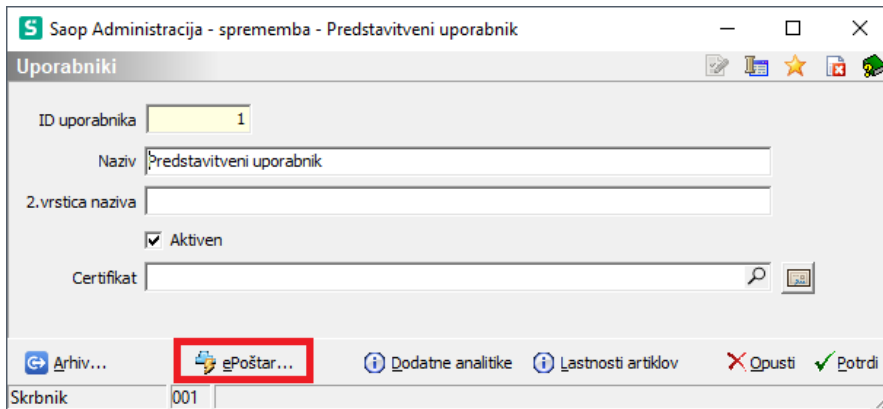 S Saop Administracija - sprememba - Predstavitveni uporabnik
Uporabniki
ID uporabnika 1
Naziv Predstavitveni uporabnik
2.vrstica naziva
Aktiven
Certifikat
Arhiv... ePoštar... Dodatne analitike Lastnosti artiklov Opusti Potrdi
Skrbnik 001